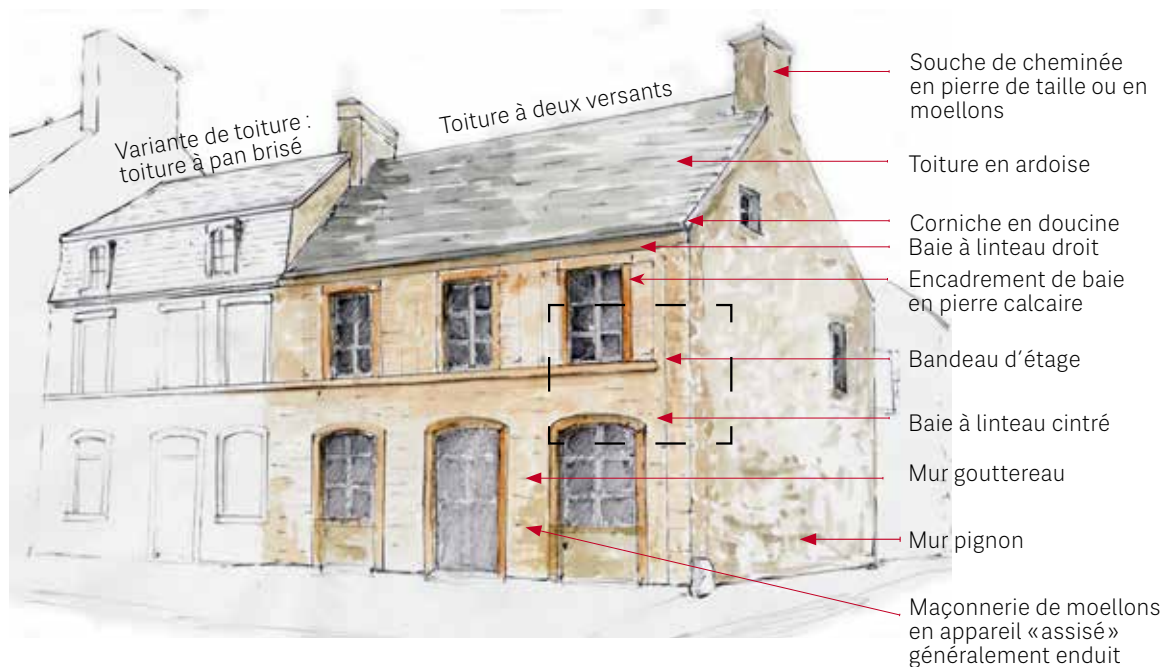 Variante de toiture :
toiture à pan brisé
Toiture à deux versants
Souche de cheminée
en pierre de taille ou en
moellons
Toiture en ardoise
Corniche en doucine
Baie à linteau droit
Encadrement de baie
en pierre calcaire
Bandeau d'étage
Baie à linteau cintré
Mur gouttereau
Mur pignon
Maçonnerie de moellons
en appareil «assisé»
généralement enduit